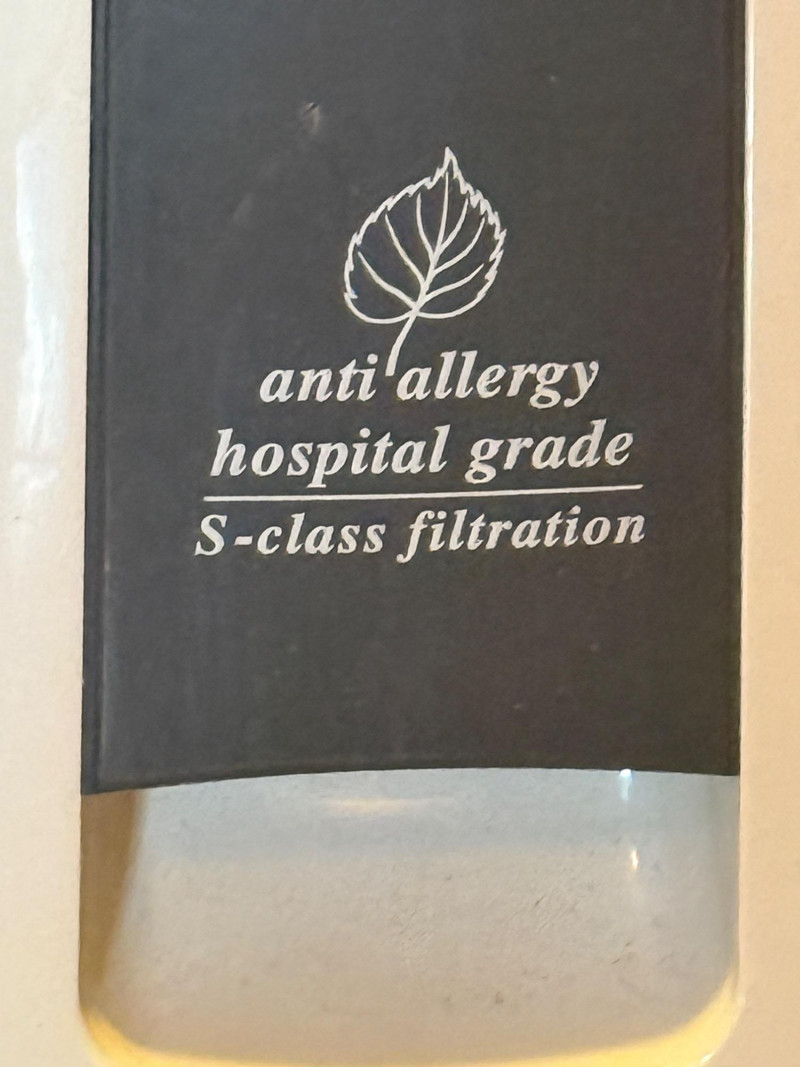 anti allergy
hospital grade
S-class filtration